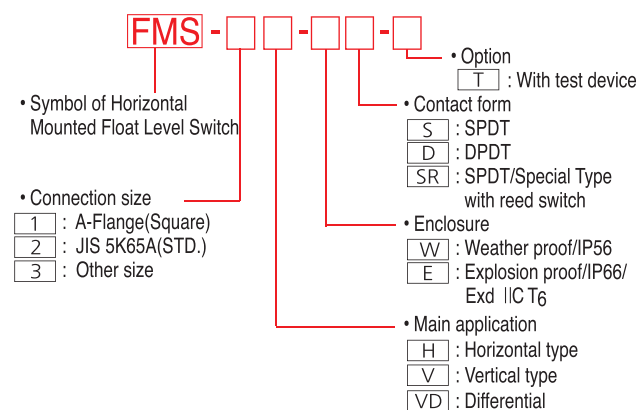 FMS - □ □ - □ □ - □
• Option
T : With test device
• Symbol of Horizontal
Mounted Float Level Switch
• Contact form
S : SPDT
D : DPDT
SR : SPDT/Special Type
with reed switch
• Connection size
1 : A-Flange(Square)
2 : JIS 5K65A(STD.)
3 : Other size
• Enclosure
W : Weather proof/IP56
E : Explosion proof/IP66/
Exd IIC T6
• Main application
H : Horizontal type
V : Vertical type
VD : Differential